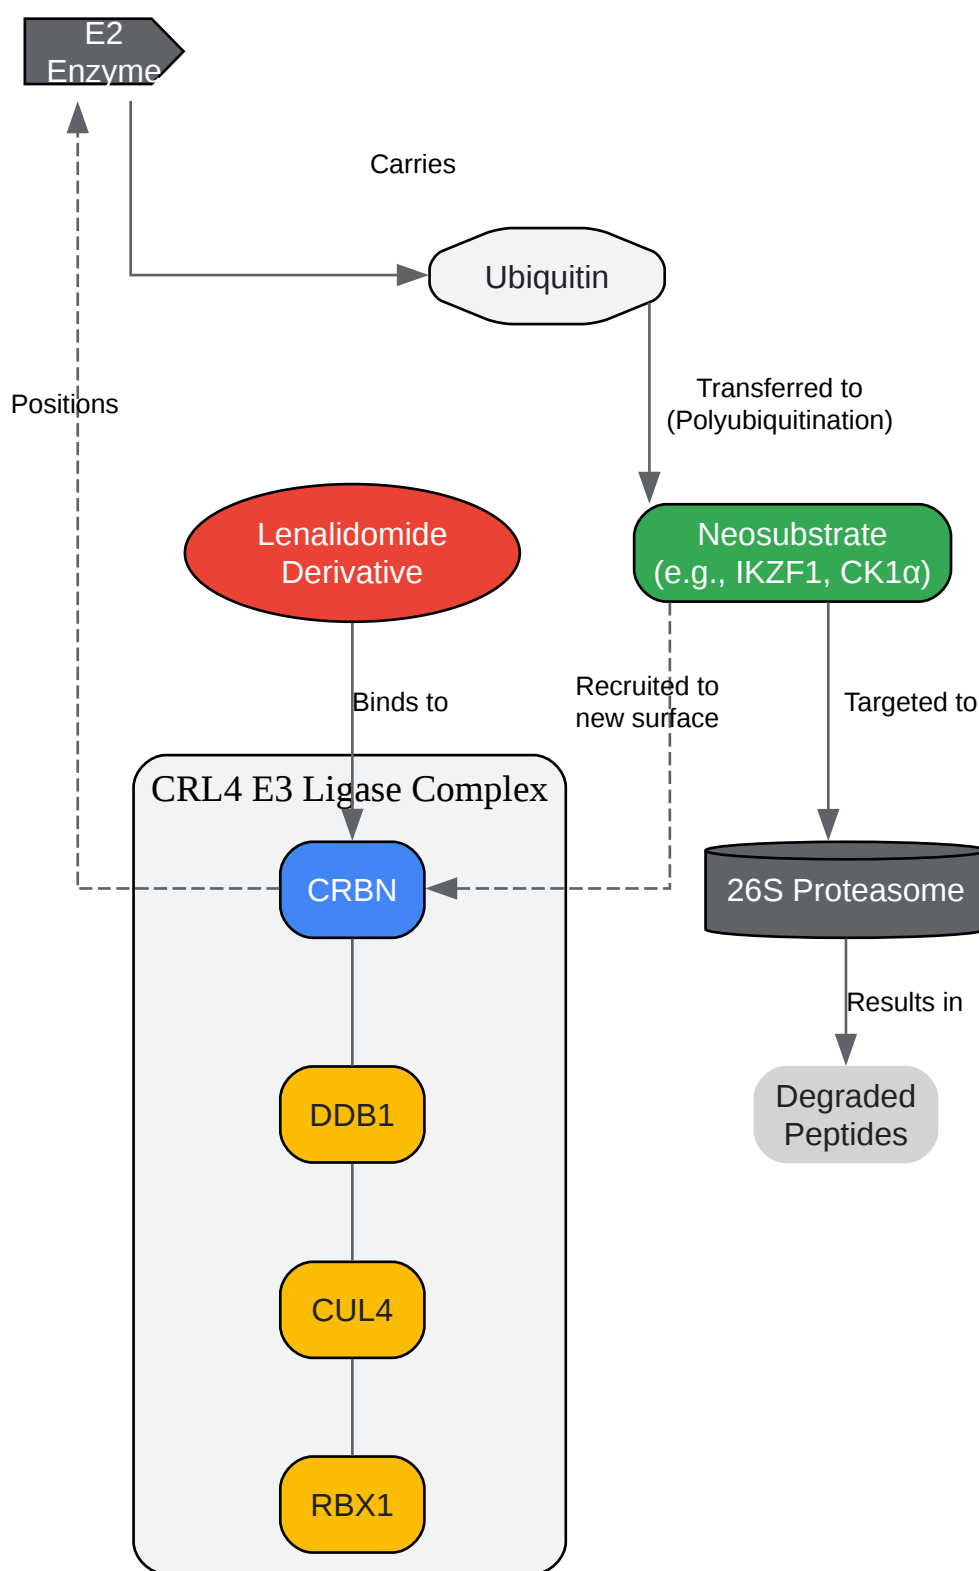 E2
Enzyme
Carries
Ubiquitin
Positions
Transferred to
(Polyubiquitination)
Lenalidomide
Derivative
Neosubstrate
(e.g., IKZF1, CK1α)
Binds to
Recruited to
new surface
Targeted to
CRL4 E3 Ligase Complex
CRBN
26S Proteasome
Results in
Degraded
Peptides
DDB1
CUL4
RBX1